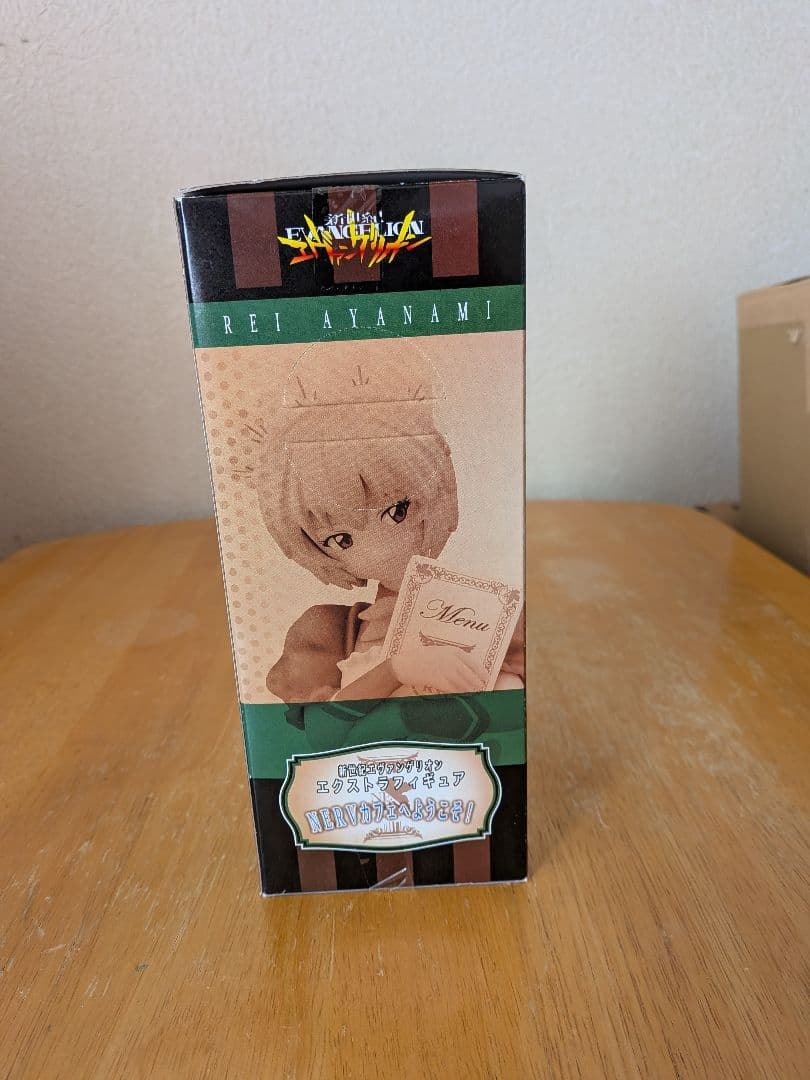 新世紀
EVANGELION
エヴァンゲリオン
REI AYANAMI
Menu
新世紀エヴァンゲリオン
エクストラフィギュア
NERVカフェへようこそ!